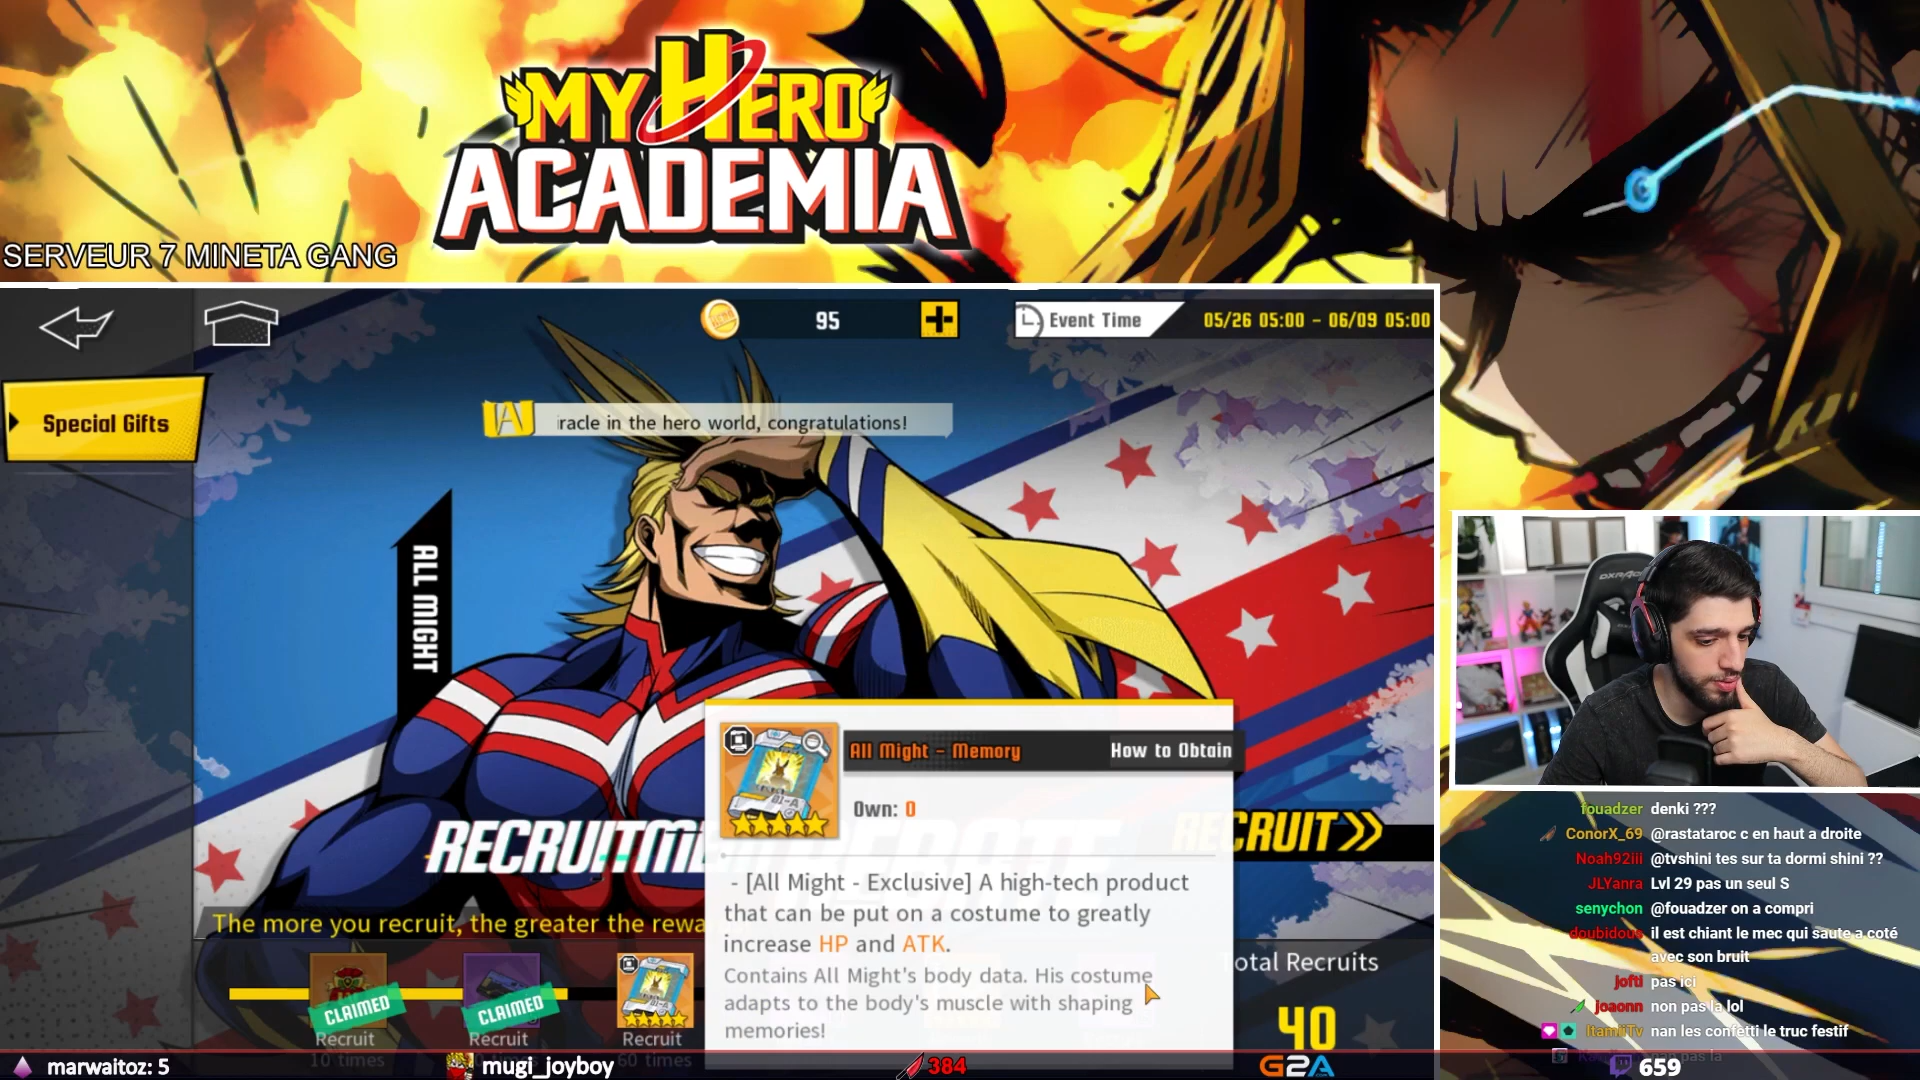 MY HERO
ACADEMIA
SERVEUR 7 MINETA GANG
95
Event Time
05/26 05:00 - 06/09 05:00
Special Gifts
racle in the hero world, congratulations!
ALL MIGHT
All Might - Memory
How to Obtain
Own: 0
RECRUIT
- [All Might - Exclusive] A high-tech product
that can be put on a costume to greatly
increase HP and ATK.
Contains All Might's body data. His costume
adapts to the body's muscle with shaping
memories!
The more you recruit, the greater the rewa
Total Recruits
40
CLAIMED
CLAIMED
Recruit
10 times
Recruit
Recruit
60 times
DXRACER
fouadzer denki ???
ConorX_69 @rastataroc c en haut a droite
Noah92iii @tvshini tes sur ta dormi shini ??
JLYanra Lvl 29 pas un seul S
senychon @fouadzer on a compri
doubidous il est chiant le mec qui saute a coté
avec son bruit
jofti pas ici
joaonn non pas la lol
ItamiTv nan les confetti le truc festif
marwaitoz: 5
mugi_joyboy
384
G2A
659